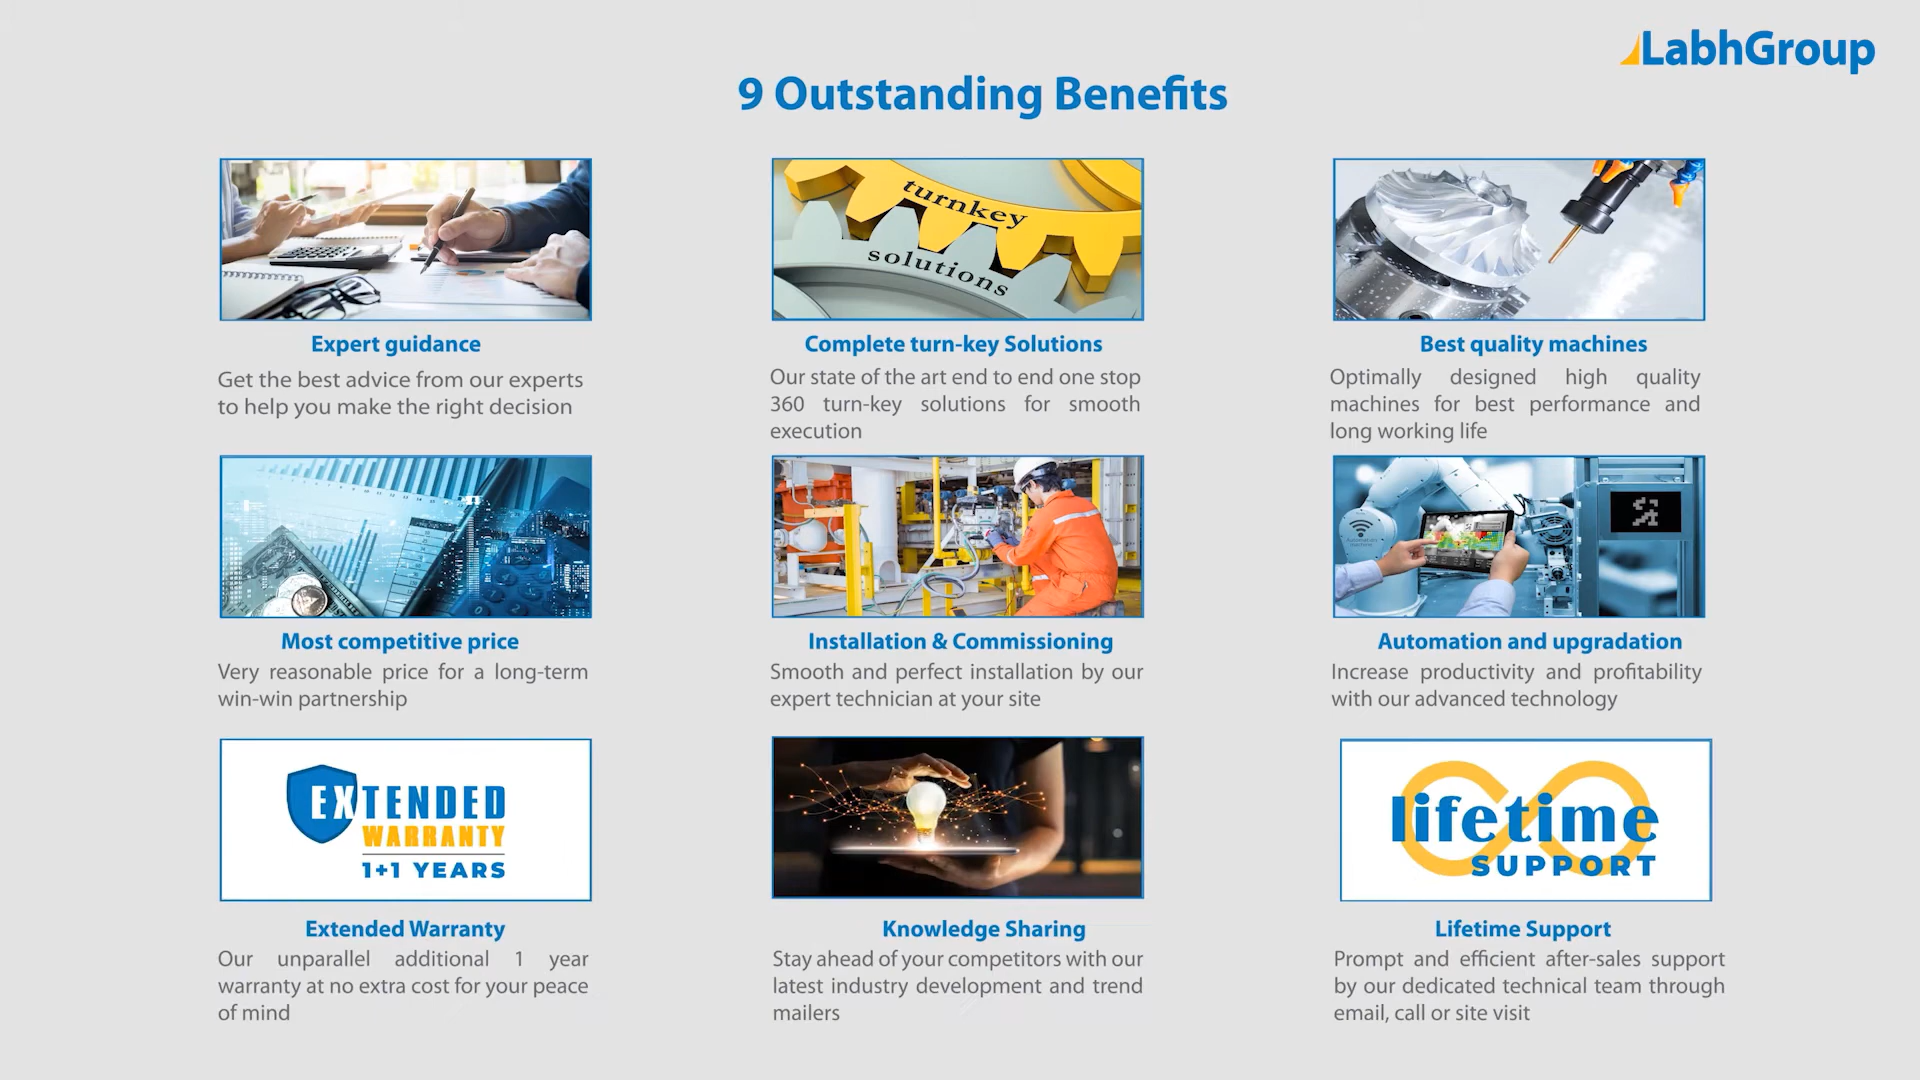 LabhGroup
9 Outstanding Benefits
turnkey
solutions
Expert guidance
Get the best advice from our experts
to help you make the right decision
Complete turn-key Solutions
Our state of the art end to end one stop
360 turn-key solutions for smooth
execution
Best quality machines
Optimally designed high quality
machines for best performance and
long working life
Most competitive price
Very reasonable price for a long-term
win-win partnership
Installation & Commissioning
Smooth and perfect installation by our
expert technician at your site
Automation and upgradation
Increase productivity and profitability
with our advanced technology
EXTENDED
WARRANTY
1+1 YEARS
Extended Warranty
Our unparallel additional 1 year
warranty at no extra cost for your peace
of mind
Knowledge Sharing
Stay ahead of your competitors with our
latest industry development and trend
mailers
lifetime
SUPPORT
Lifetime Support
Prompt and efficient after-sales support
by our dedicated technical team through
email, call or site visit